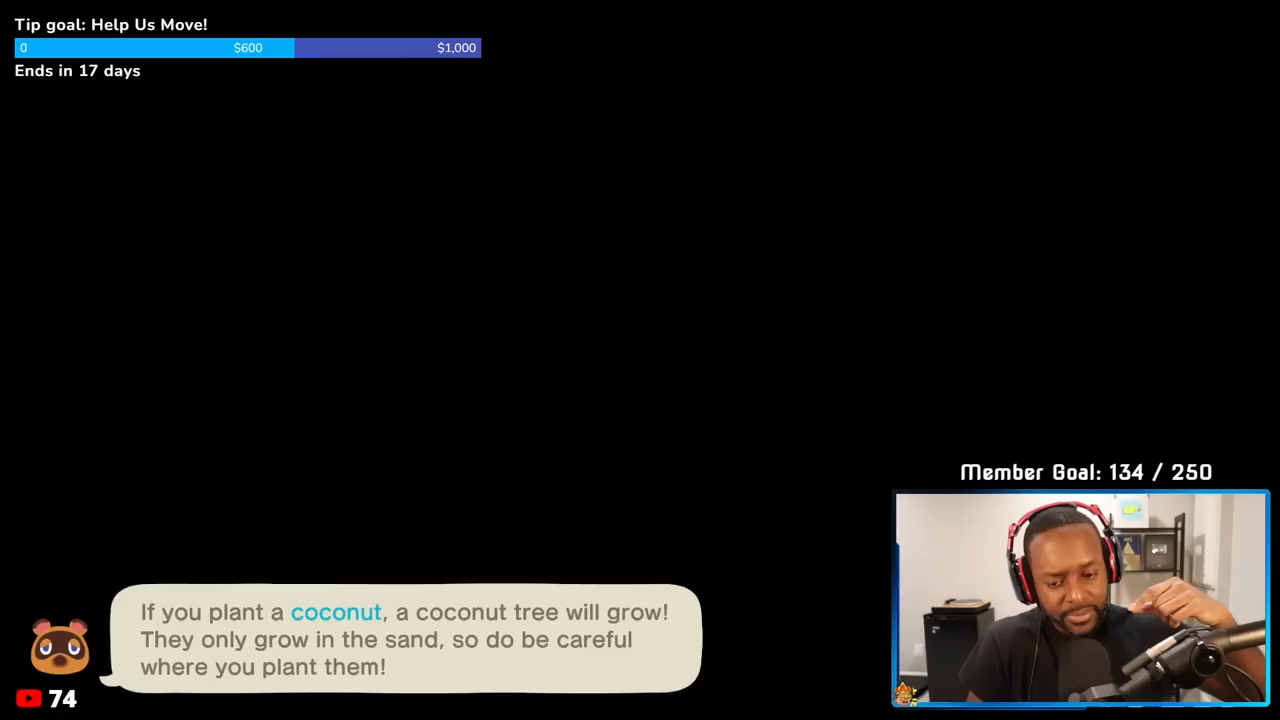 Tip goal: Help Us Move!
0 $600 $1,000
Ends in 17 days
Member Goal: 134 / 250
If you plant a coconut, a coconut tree will grow!
They only grow in the sand, so do be careful
where you plant them!
74